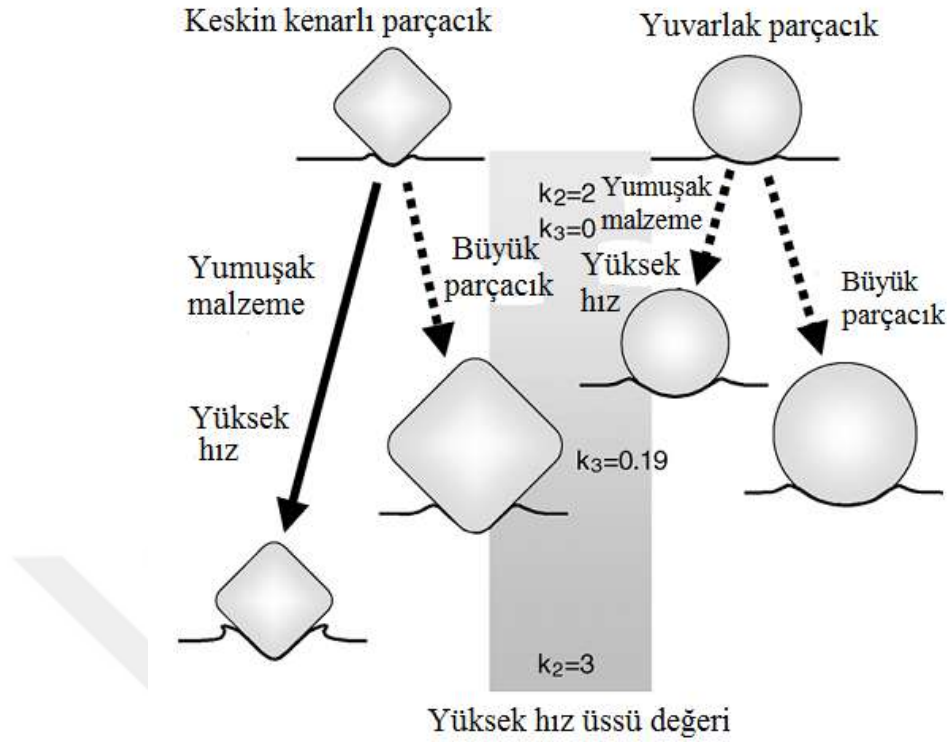 Keskin kenarlı parçacık
Yuvarlak parçacık
k₂=2
k₃=0
Yumuşak
malzeme
Yumuşak
malzeme
Büyük
parçacık
Yüksek
hız
Büyük
parçacık
Yüksek
hız
k₃=0.19
k₂=3
Yüksek hız üssü değeri